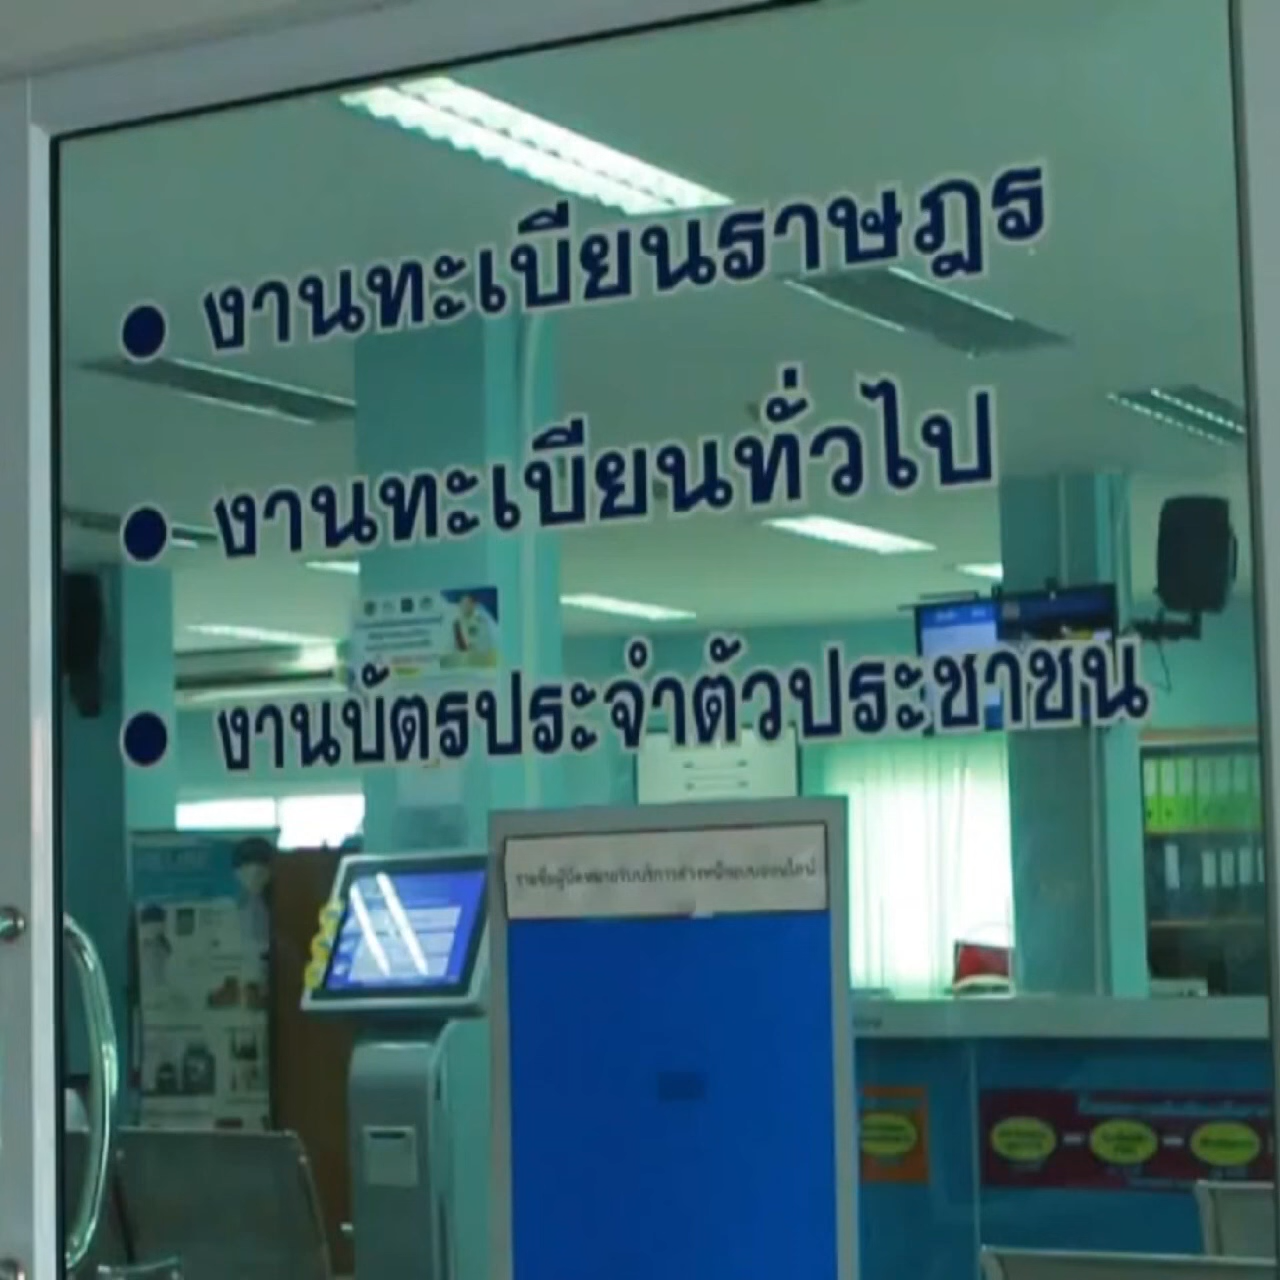 • งานทะเบียนราษฎร
• งานทะเบียนทั่วไป
• งานบัตรประจำตัวประชาชน